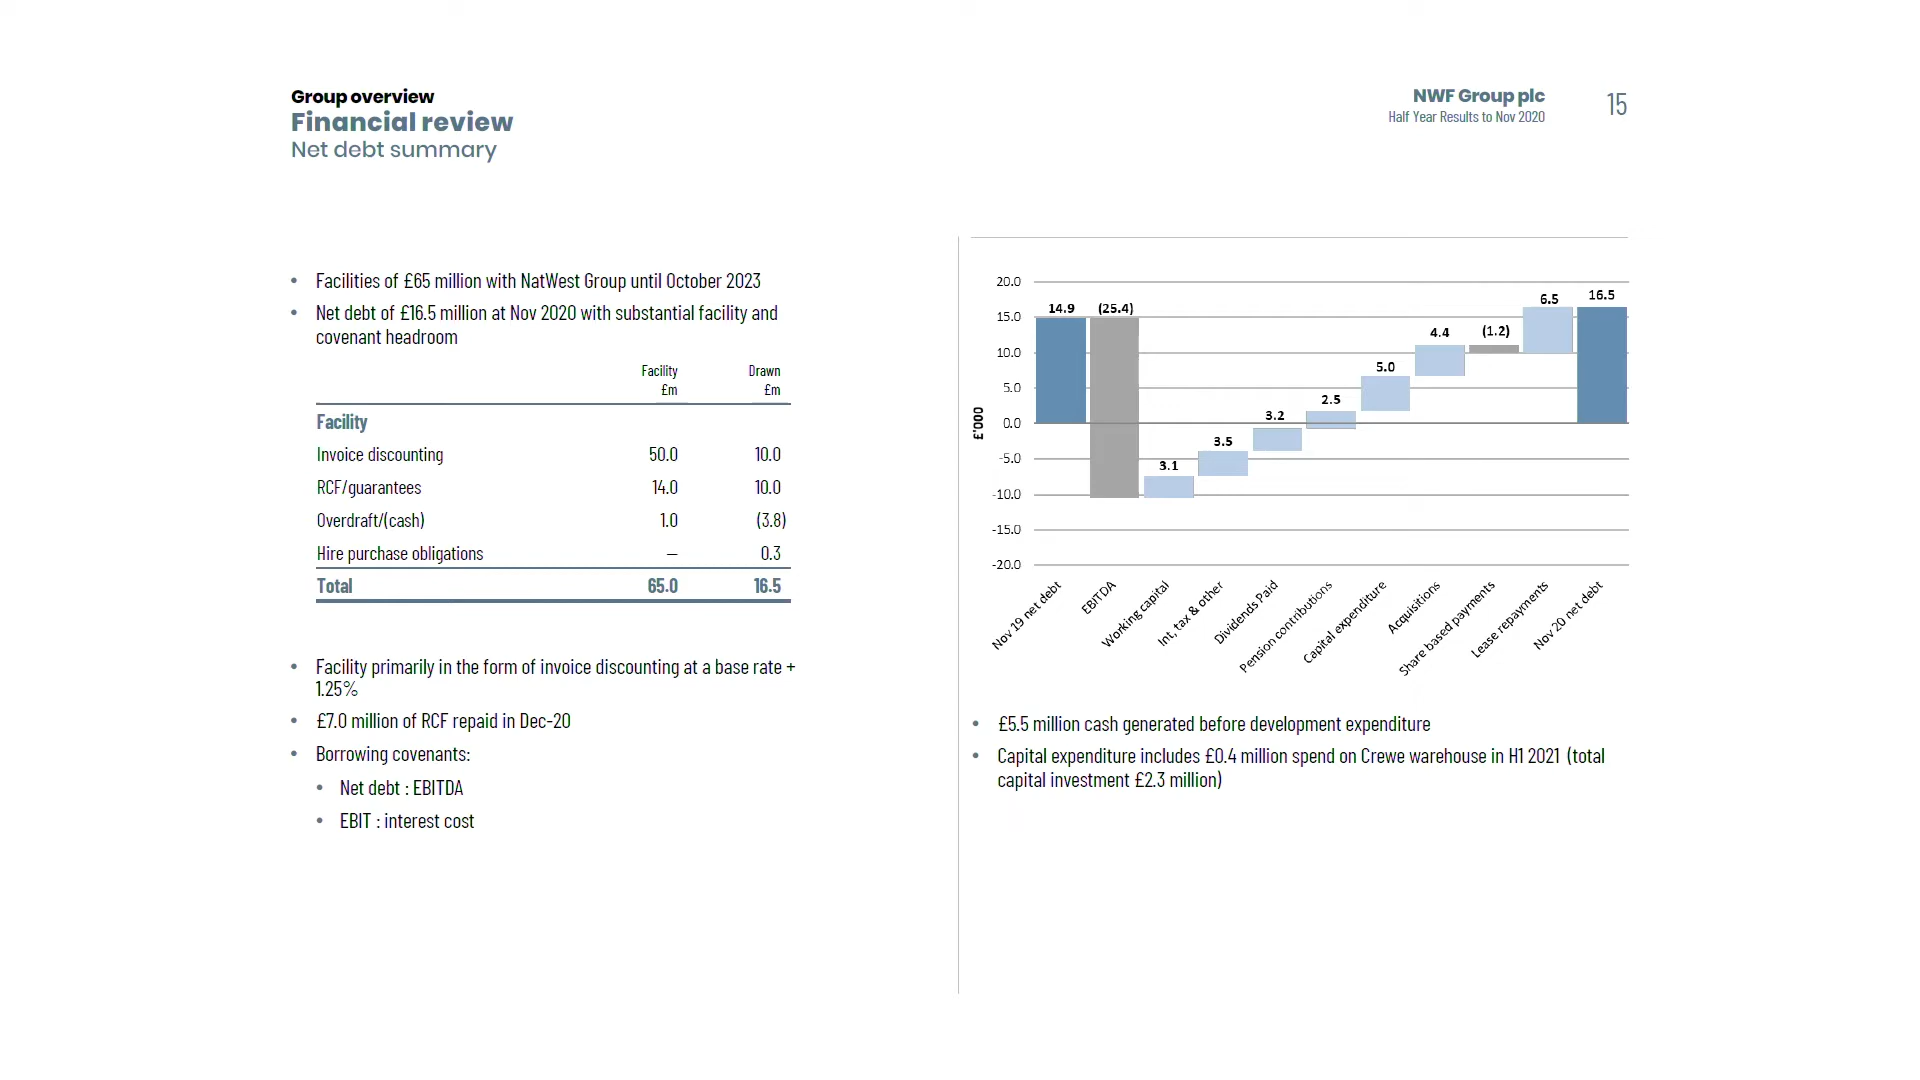 Group overview
Financial review
Net debt summary
NWF Group plc
Half Year Results to Nov 2020
15
• Facilities of £65 million with NatWest Group until October 2023
• Net debt of £16.5 million at Nov 2020 with substantial facility and
covenant headroom
Facility Drawn
£m £m
Facility
Invoice discounting 50.0 10.0
RCF/guarantees 14.0 10.0
Overdraft/(cash) 1.0 (3.8)
Hire purchase obligations — 0.3
Total 65.0 16.5
• Facility primarily in the form of invoice discounting at a base rate +
1.25%
• £7.0 million of RCF repaid in Dec-20
• Borrowing covenants:
• Net debt : EBITDA
• EBIT : interest cost
£'000
20.0
15.0
10.0
5.0
0.0
-5.0
-10.0
-15.0
-20.0
14.9
(25.4)
3.1
3.5
3.2
2.5
5.0
4.4
(1.2)
6.5
16.5
Nov 19 net debt
EBITDA
Working capital
Int, tax & other
Dividends Paid
Pension contributions
Capital expenditure
Acquisitions
Share based payments
Lease repayments
Nov 20 net debt
• £5.5 million cash generated before development expenditure
• Capital expenditure includes £0.4 million spend on Crewe warehouse in H1 2021 (total
capital investment £2.3 million)